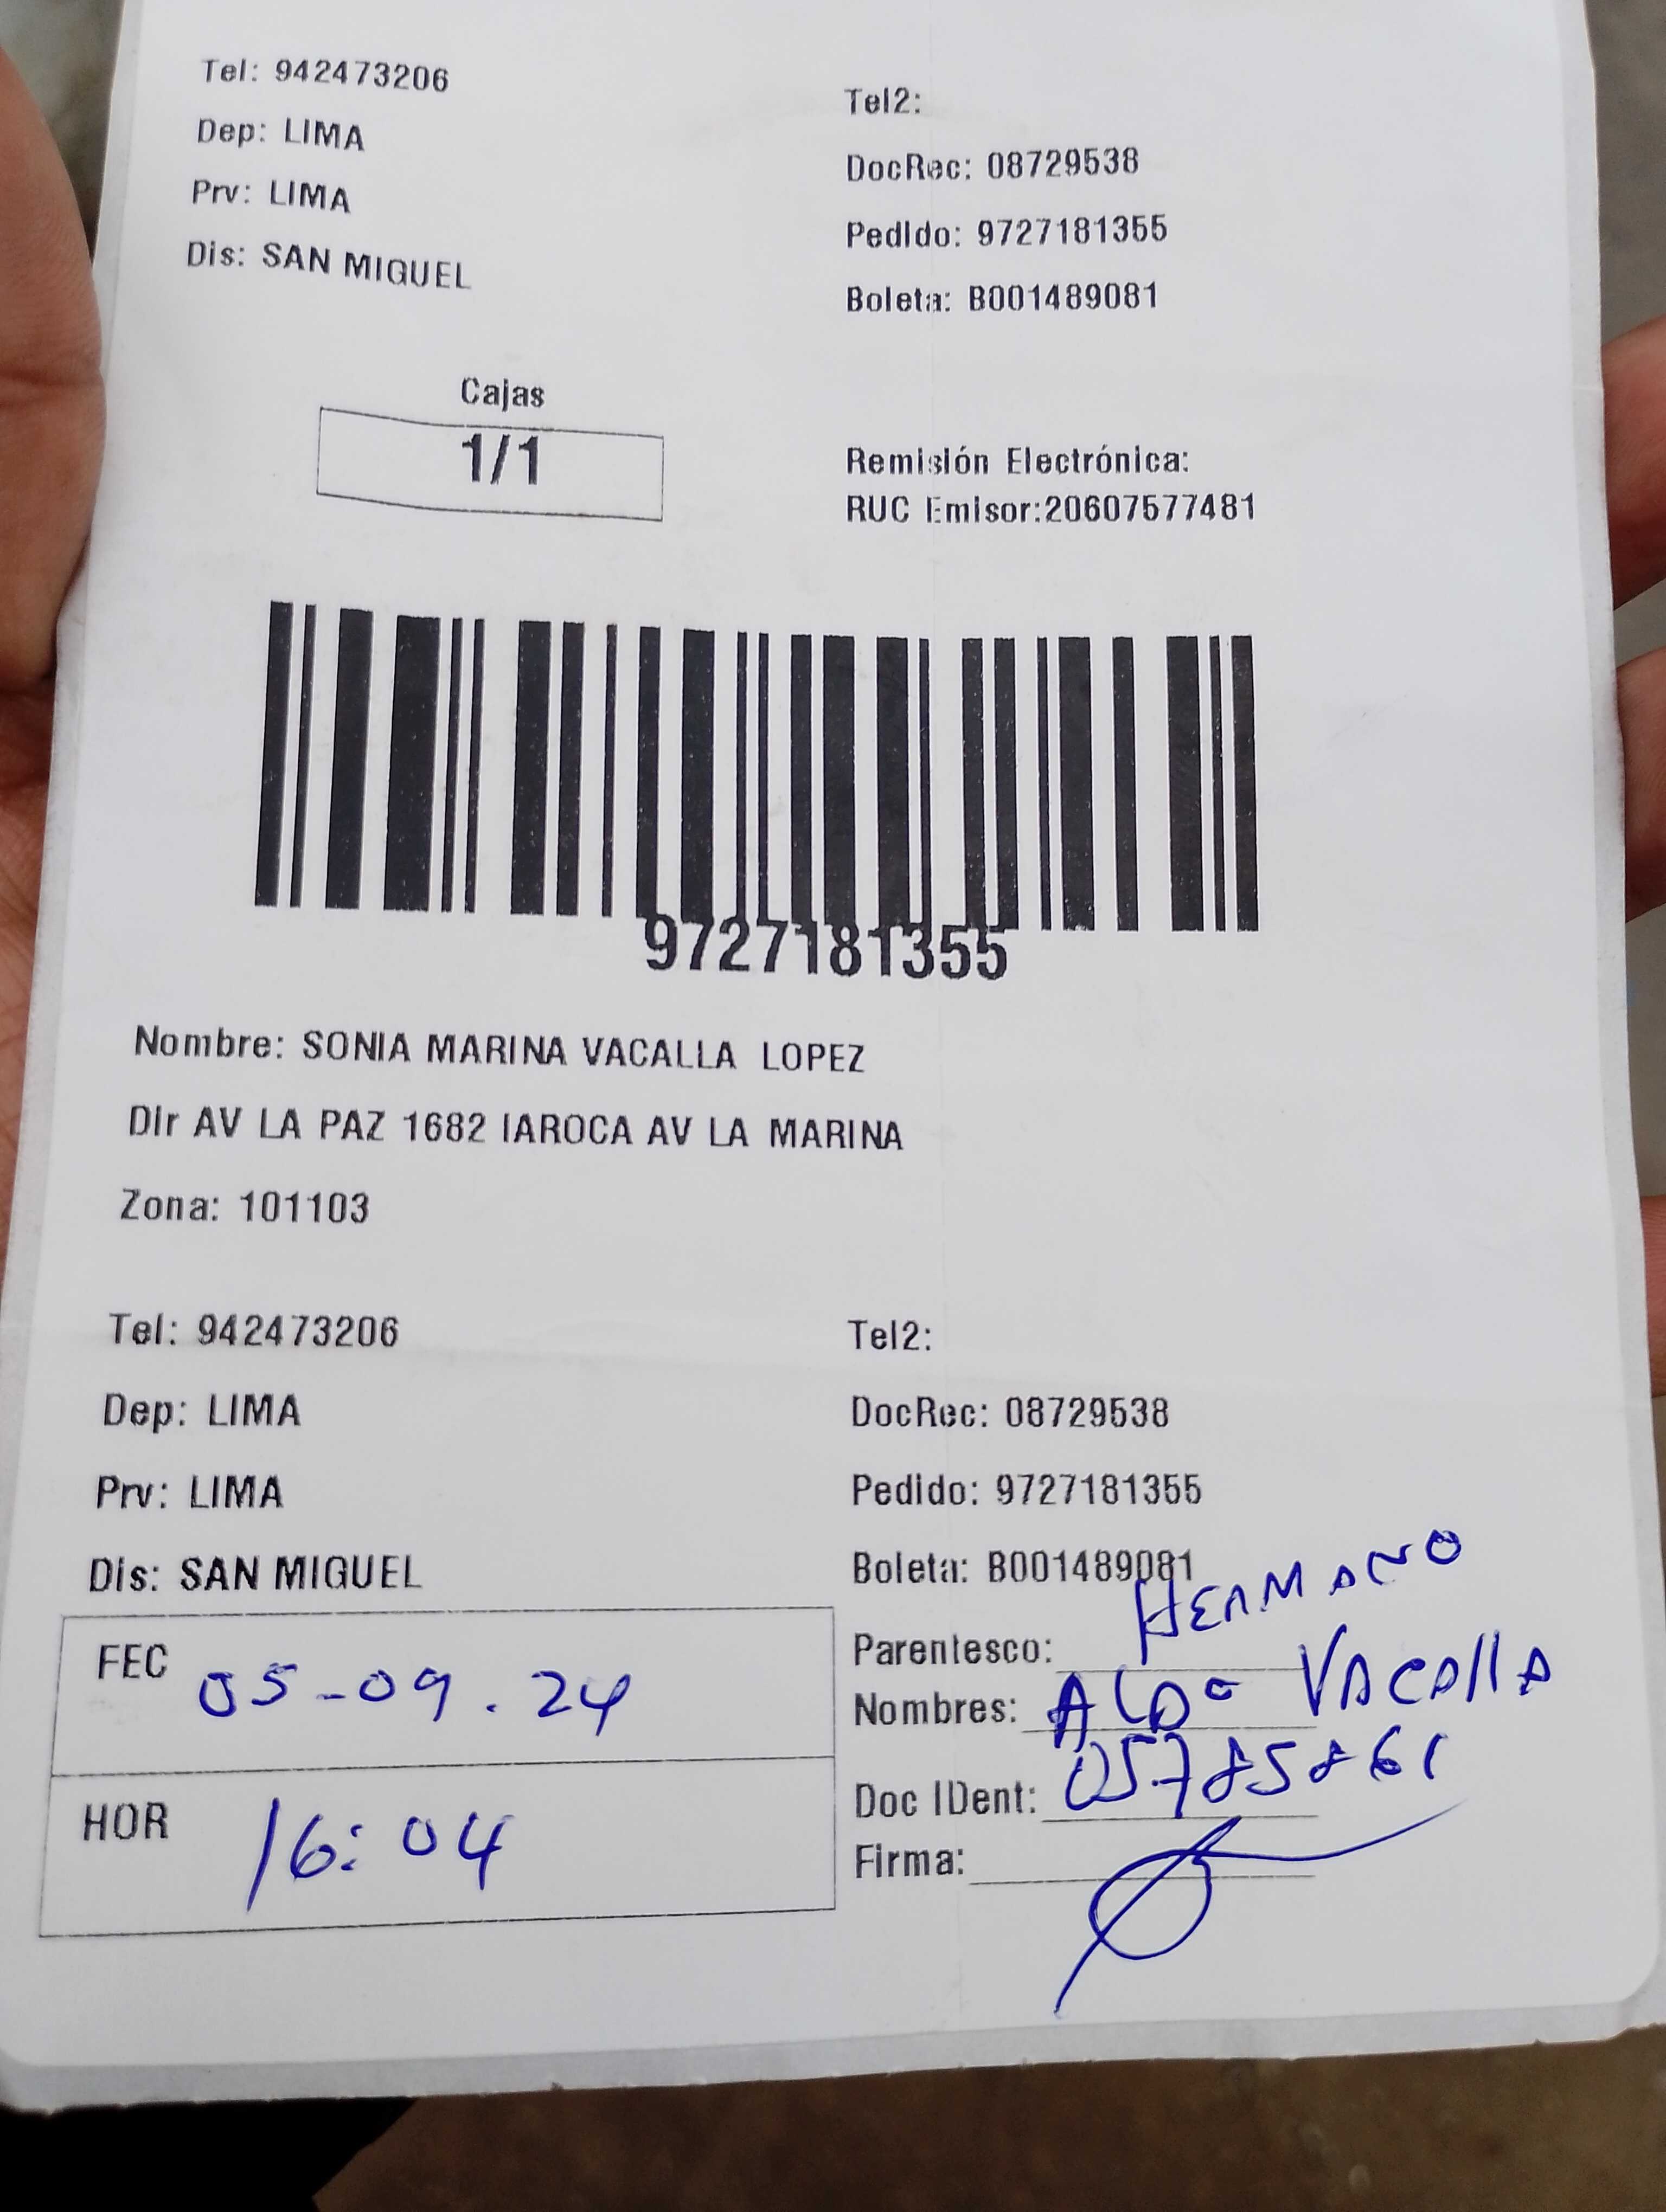 Tel: 942473206
Tel2:
Dep: LIMA
DocRec: 08729538
Prv: LIMA
Pedido: 9727181355
Dis: SAN MIGUEL
Boleta: B001489081
Cajas
1/1
Remisión Electrónica:
RUC Emisor:20607577481
9727181355
Nombre: SONIA MARINA VACALLA LOPEZ
Dir AV LA PAZ 1682 IAROCA AV LA MARINA
Zona: 101103
Tel: 942473206
Tel2:
Dep: LIMA
DocRec: 08729538
Prv: LIMA
Pedido: 9727181355
Dis: SAN MIGUEL
Boleta: B001489081
FEC 05-09.24
Parentesco: HERMANO
Nombres: ALDO VACALLA
HOR 16:04
Doc IDent: 05785861
Firma: